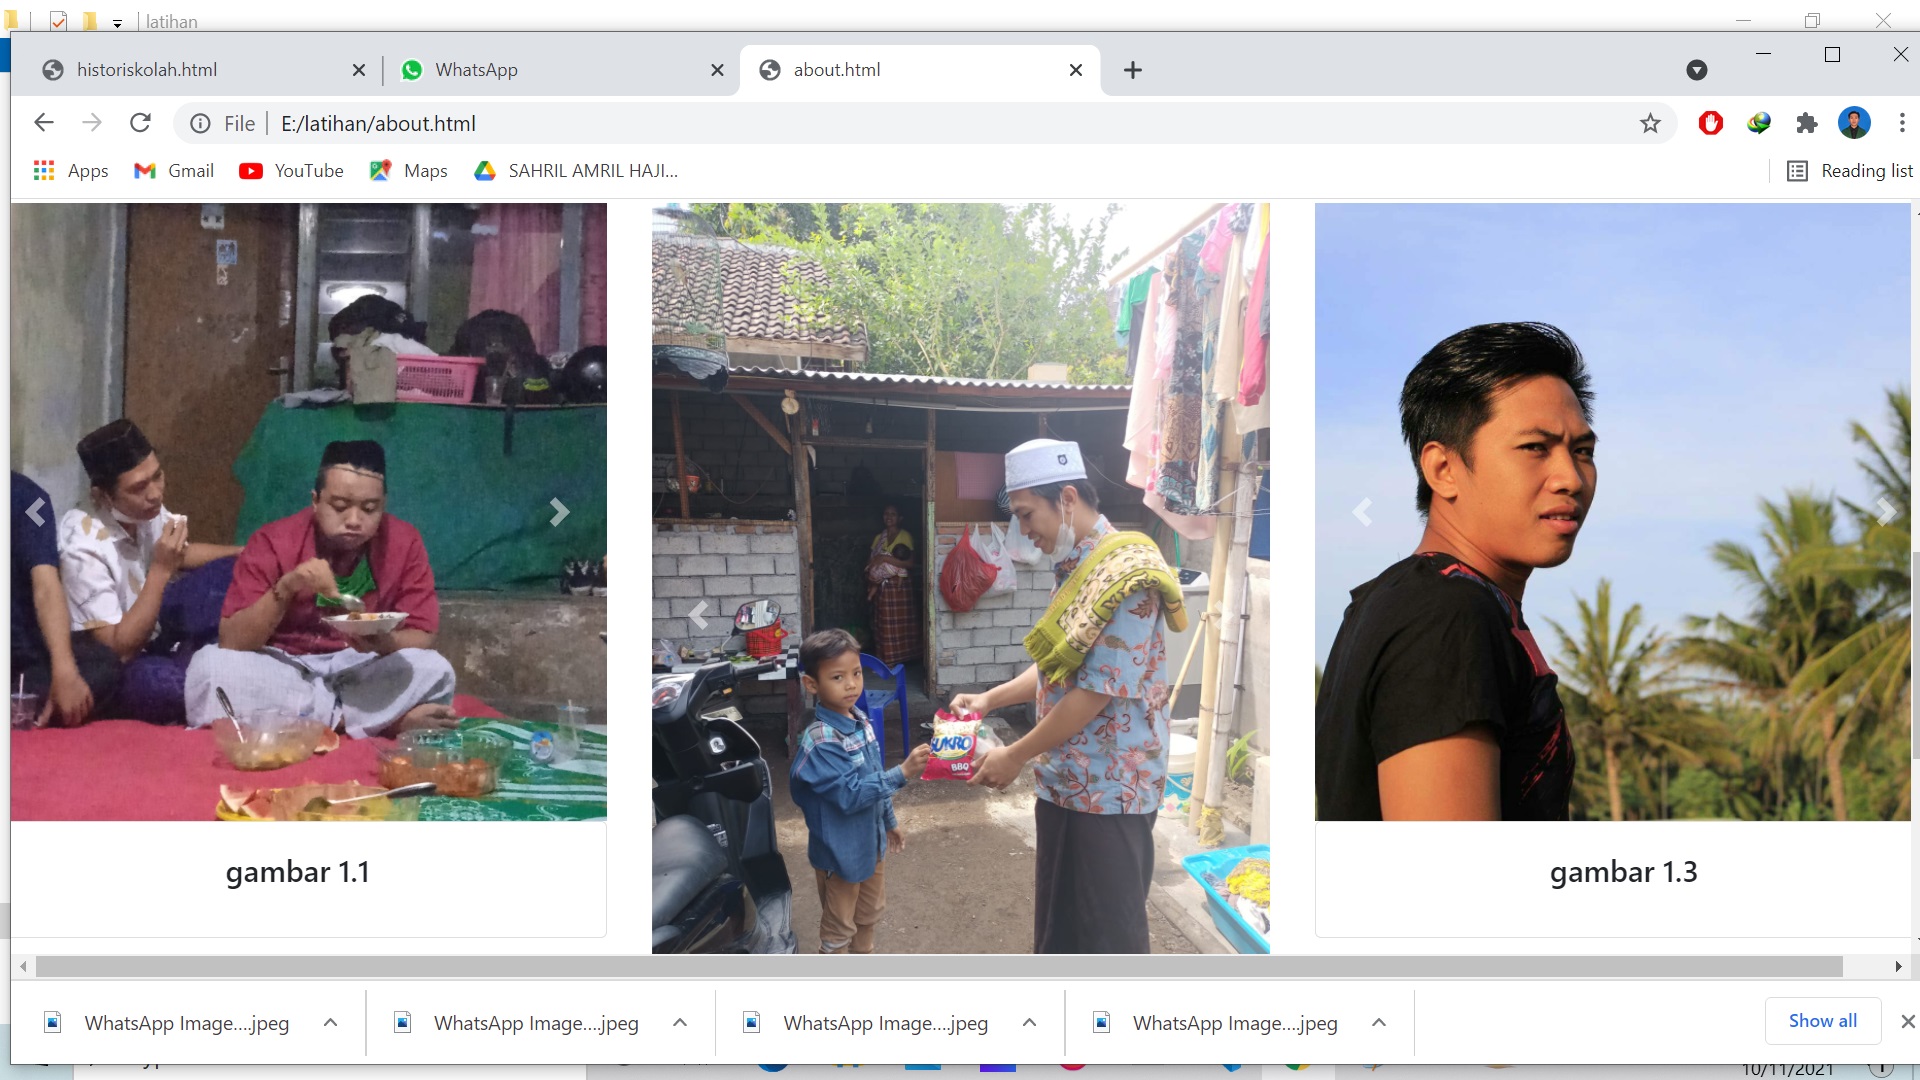 latihan
historiskolah.html
WhatsApp
about.html
File
E:/latihan/about.html
Apps
Gmail
YouTube
Maps
SAHRIL AMRIL HAJI...
Reading list
SUKRO
BBQ
gambar 1.1
gambar 1.3
WhatsApp Image....jpeg
WhatsApp Image....jpeg
WhatsApp Image....jpeg
WhatsApp Image....jpeg
Show all
10/11/2021